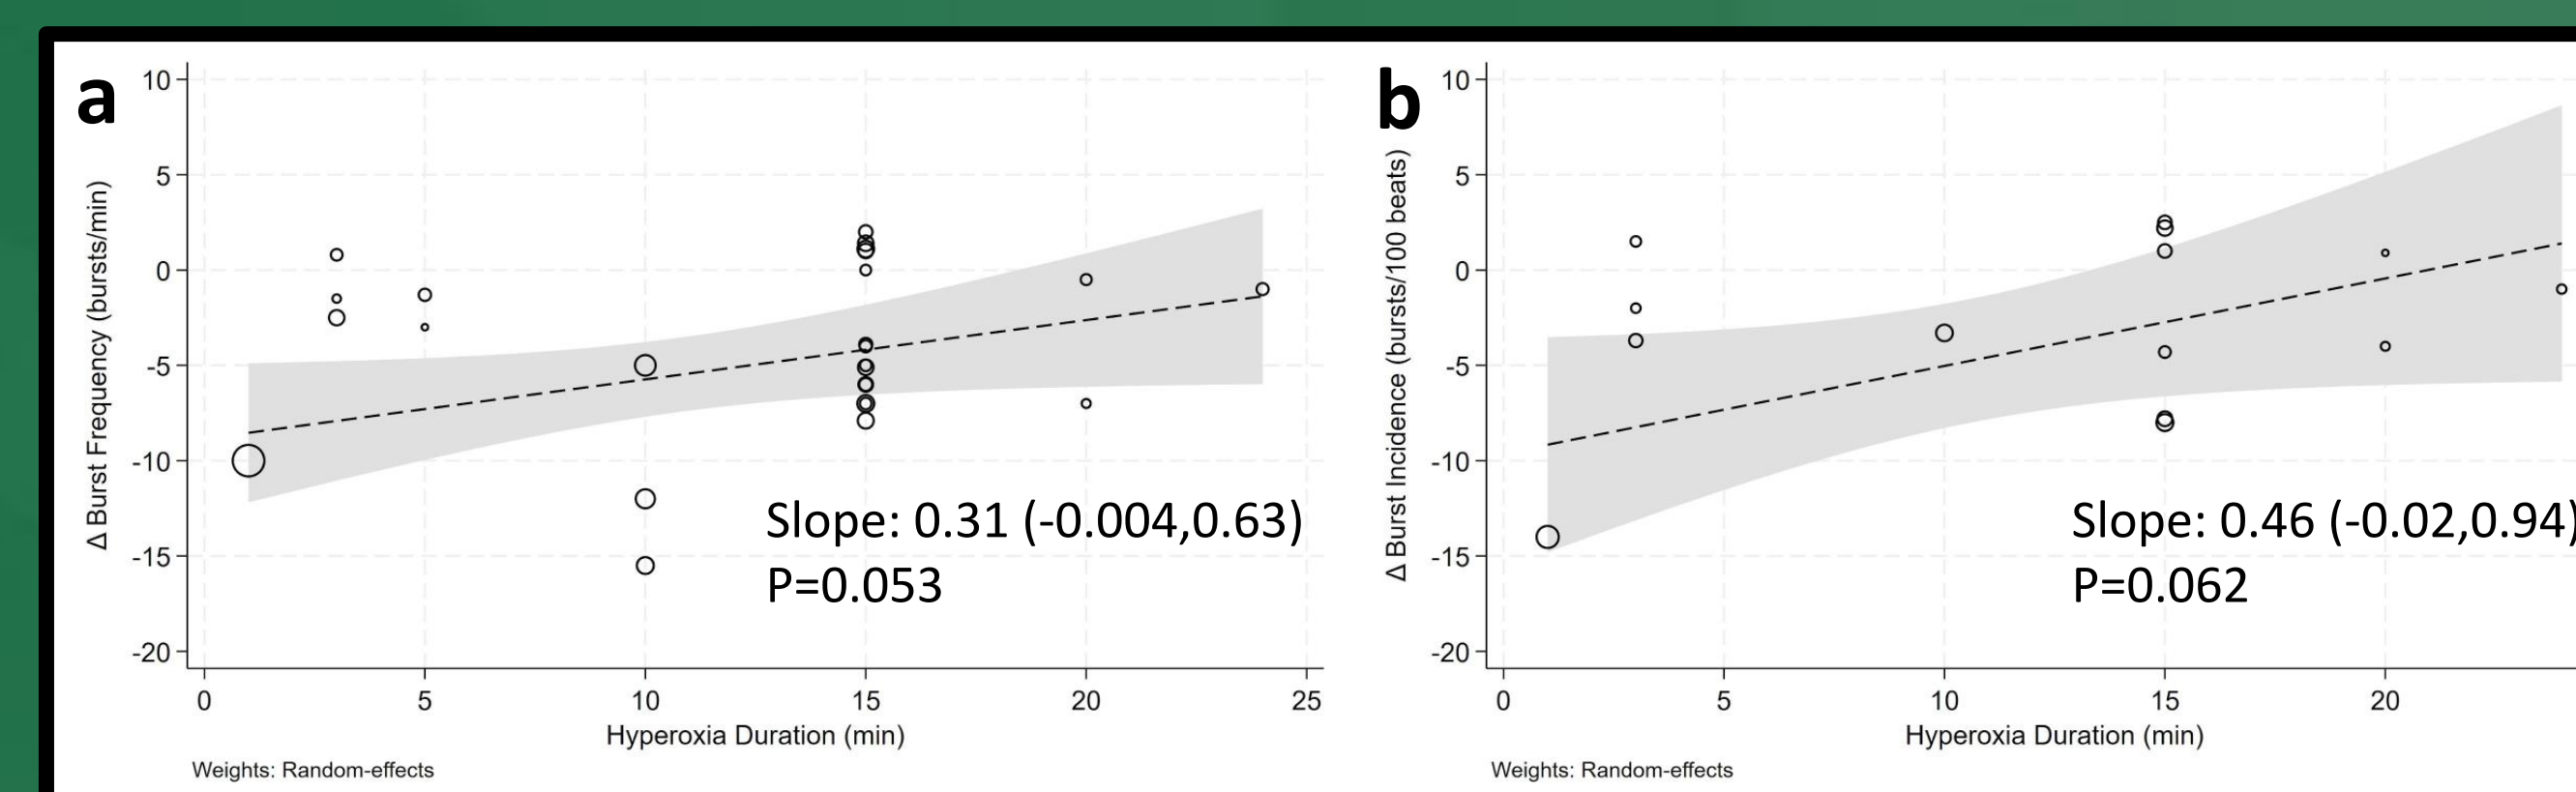 a
10
5
0
-5
-10
-15
-20
Δ Burst Frequency (bursts/min)
Slope: 0.31 (-0.004,0.63)
P=0.053
0 5 10 15 20 25
Hyperoxia Duration (min)
Weights: Random-effects
b
10
5
0
-5
-10
-15
-20
Δ Burst Incidence (bursts/100 beats)
Slope: 0.46 (-0.02,0.94)
P=0.062
0 5 10 15 20
Hyperoxia Duration (min)
Weights: Random-effects